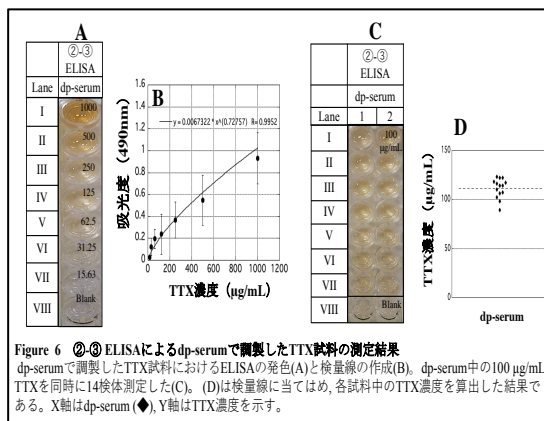 A
②-③
ELISA
Lane
dp-serum
I
1000
II
500
III
250
IV
125
V
62.5
VI
31.25
VII
15.63
VIII
Blank
B
吸光度（490nm）
1.6
1.4
1.2
1
0.8
0.6
0.4
0.2
0
y = 0.0067322 * x^(0.72757) R= 0.9952
0 200 400 600 800 1000 1200
TTX濃度 (µg/mL)
C
②-③
ELISA
dp-serum
Lane 1 2
I
100
µg/mL
II
III
IV
V
VI
VII
VIII
Blank
D
TTX濃度（µg/mL）
150
100
50
0
dp-serum
Figure 6 ②-③ ELISAによるdp-serumで調製したTTX試料の測定結果
dp-serumで調製したTTX試料におけるELISAの発色(A)と検量線の作成(B)。dp-serum中の100 µg/mL
TTXを同時に14検体測定した(C)。 (D)は検量線に当てはめ, 各試料中のTTX濃度を算出した結果で
ある。X軸はdp-serum (◆), Y軸はTTX濃度を示す。